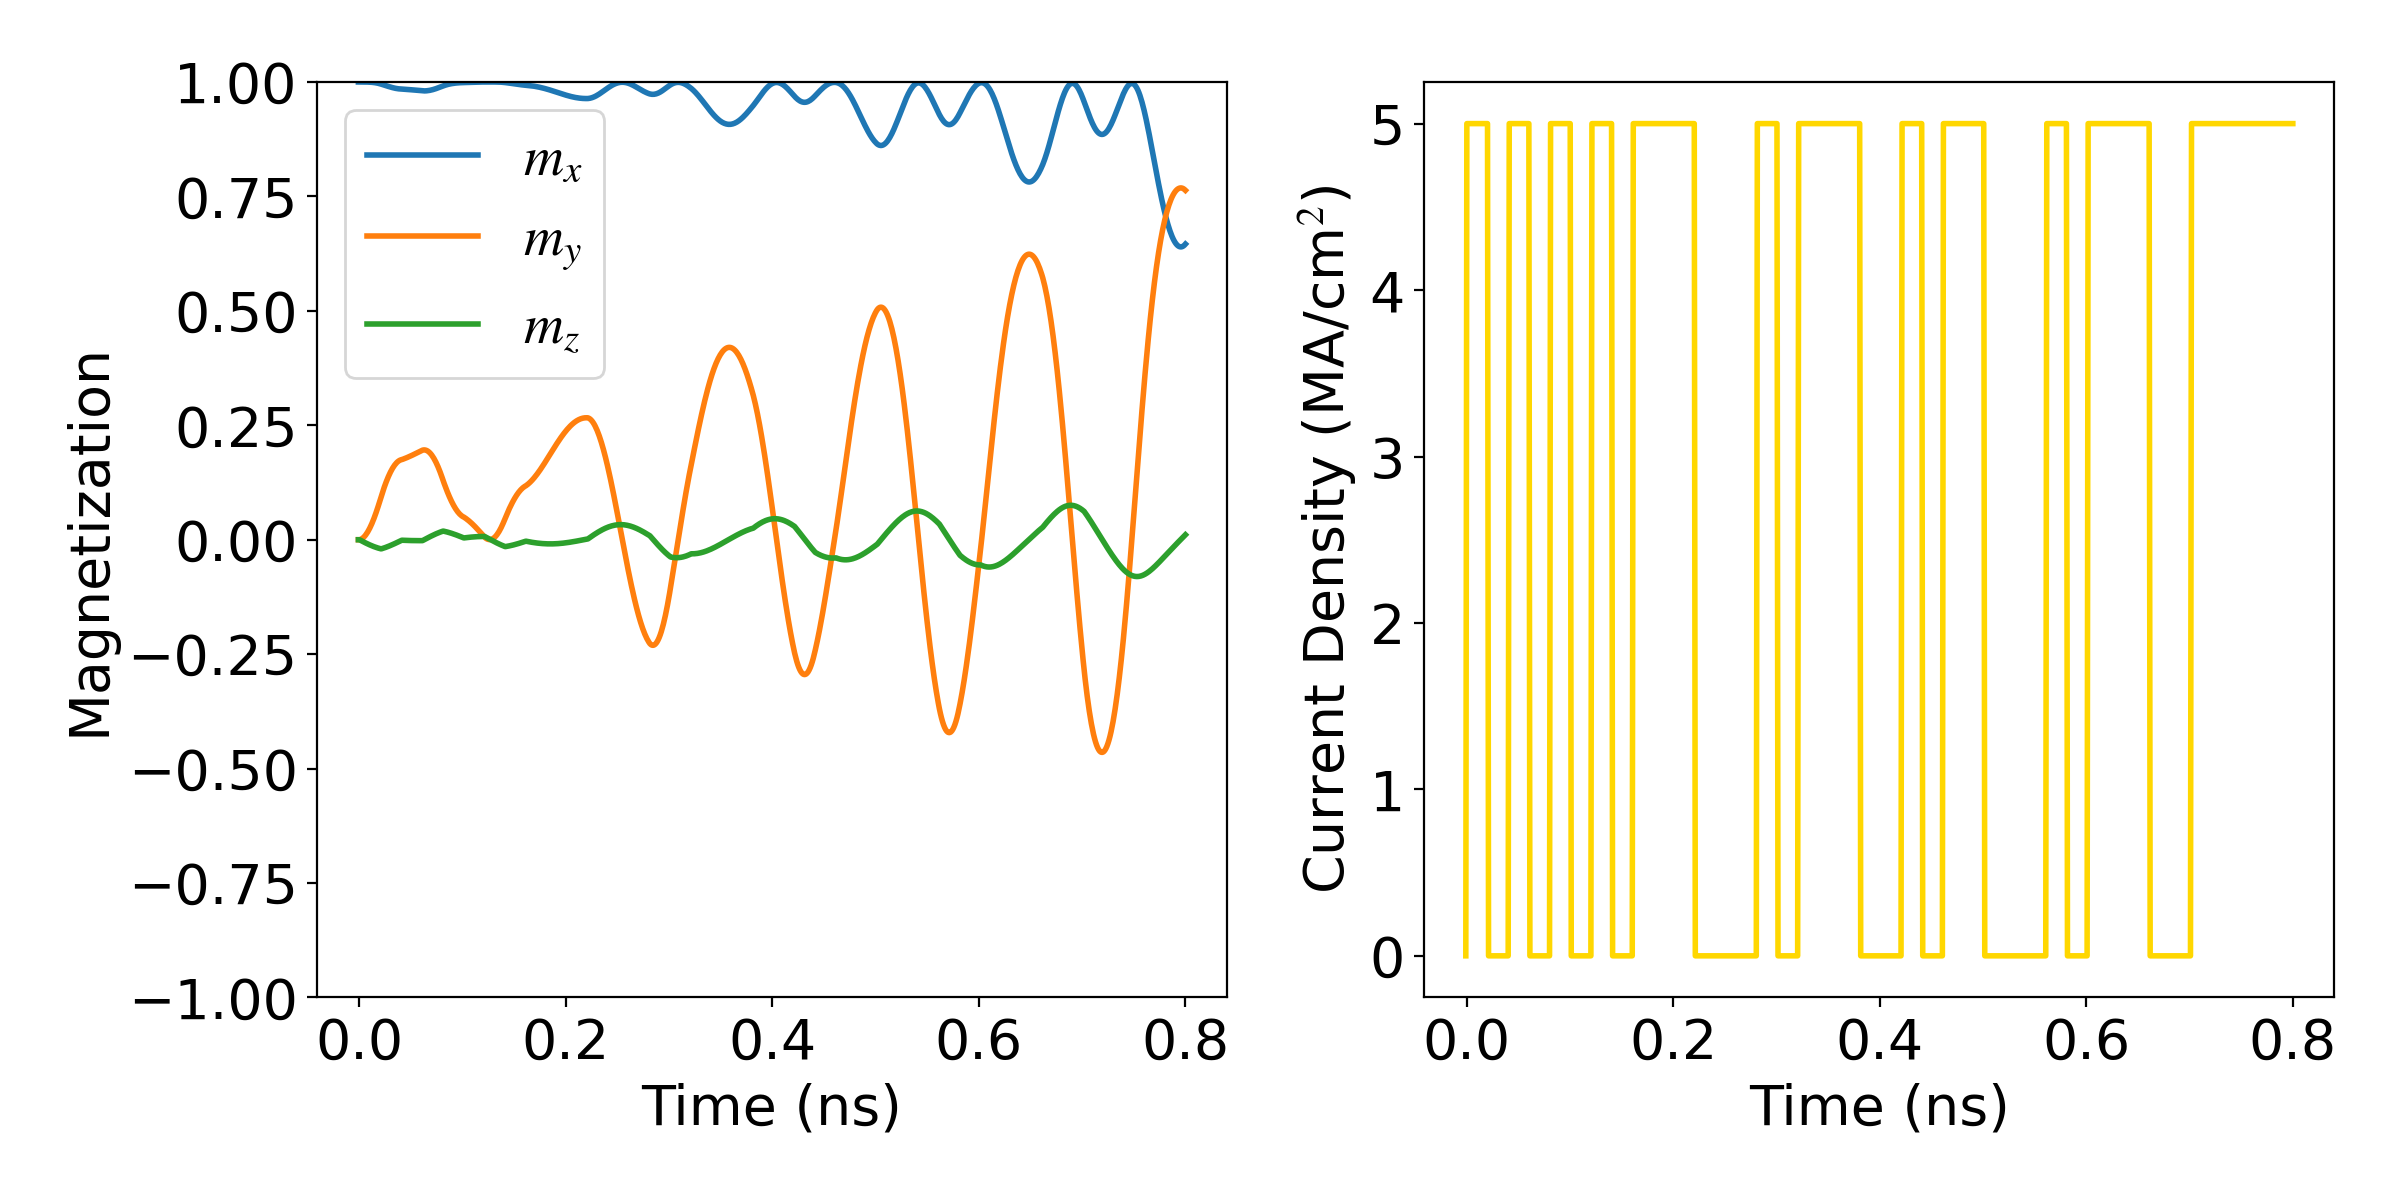 1.00
0.75
0.50
0.25
0.00
−0.25
−0.50
−0.75
−1.00
Magnetization
m_x
m_y
m_z
0.0 0.2 0.4 0.6 0.8
Time (ns)
5
4
3
2
1
0
Current Density (MA/cm²)
0.0 0.2 0.4 0.6 0.8
Time (ns)